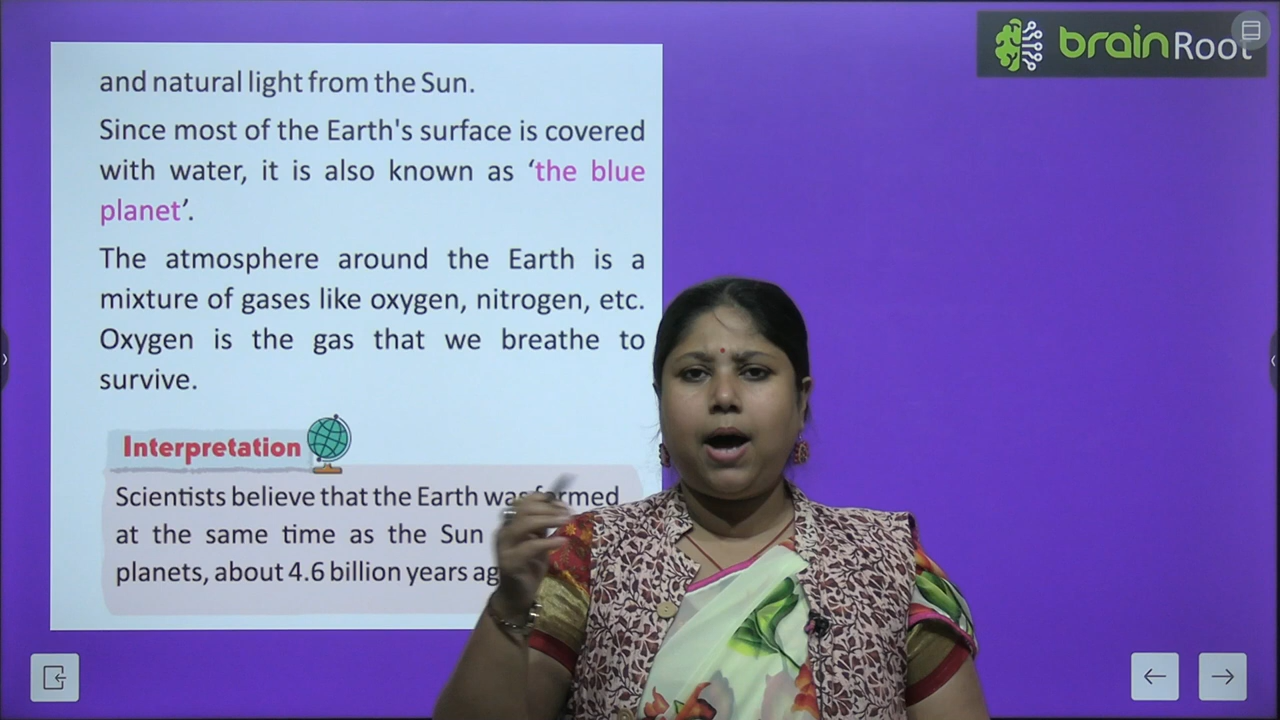 brainRoot
and natural light from the Sun.
Since most of the Earth's surface is covered
with water, it is also known as ‘the blue
planet’.
The atmosphere around the Earth is a
mixture of gases like oxygen, nitrogen, etc.
Oxygen is the gas that we breathe to
survive.
Interpretation
Scientists believe that the Earth was formed
at the same time as the Sun
planets, about 4.6 billion years